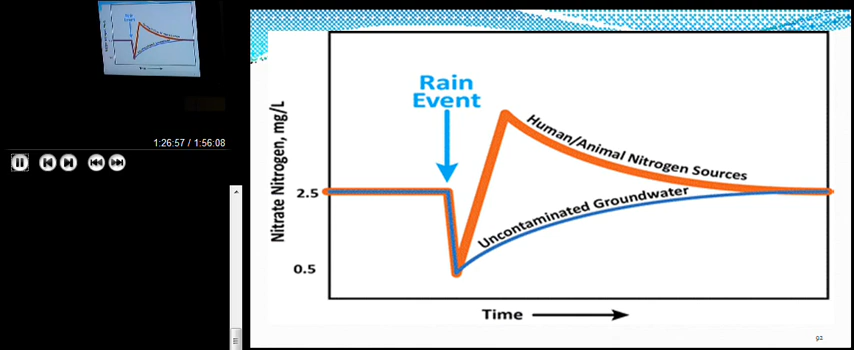 1:26:57 / 1:56:08
Rain
Event
Nitrate Nitrogen, mg/L
Human/Animal Nitrogen Sources
2.5
Uncontaminated Groundwater
0.5
Time
92